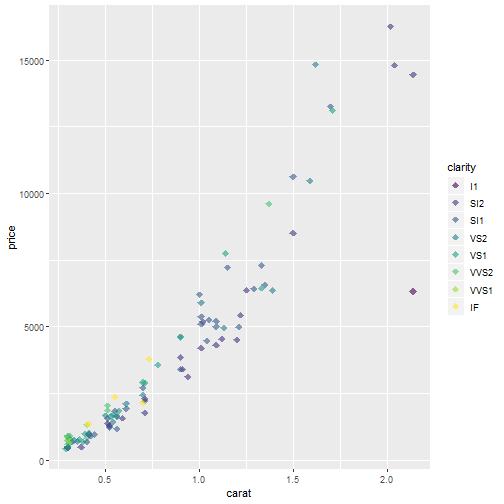 15000
10000
5000
0
price
0.5
1.0
1.5
2.0
carat
clarity
I1
SI2
SI1
VS2
VS1
VVS2
VVS1
IF